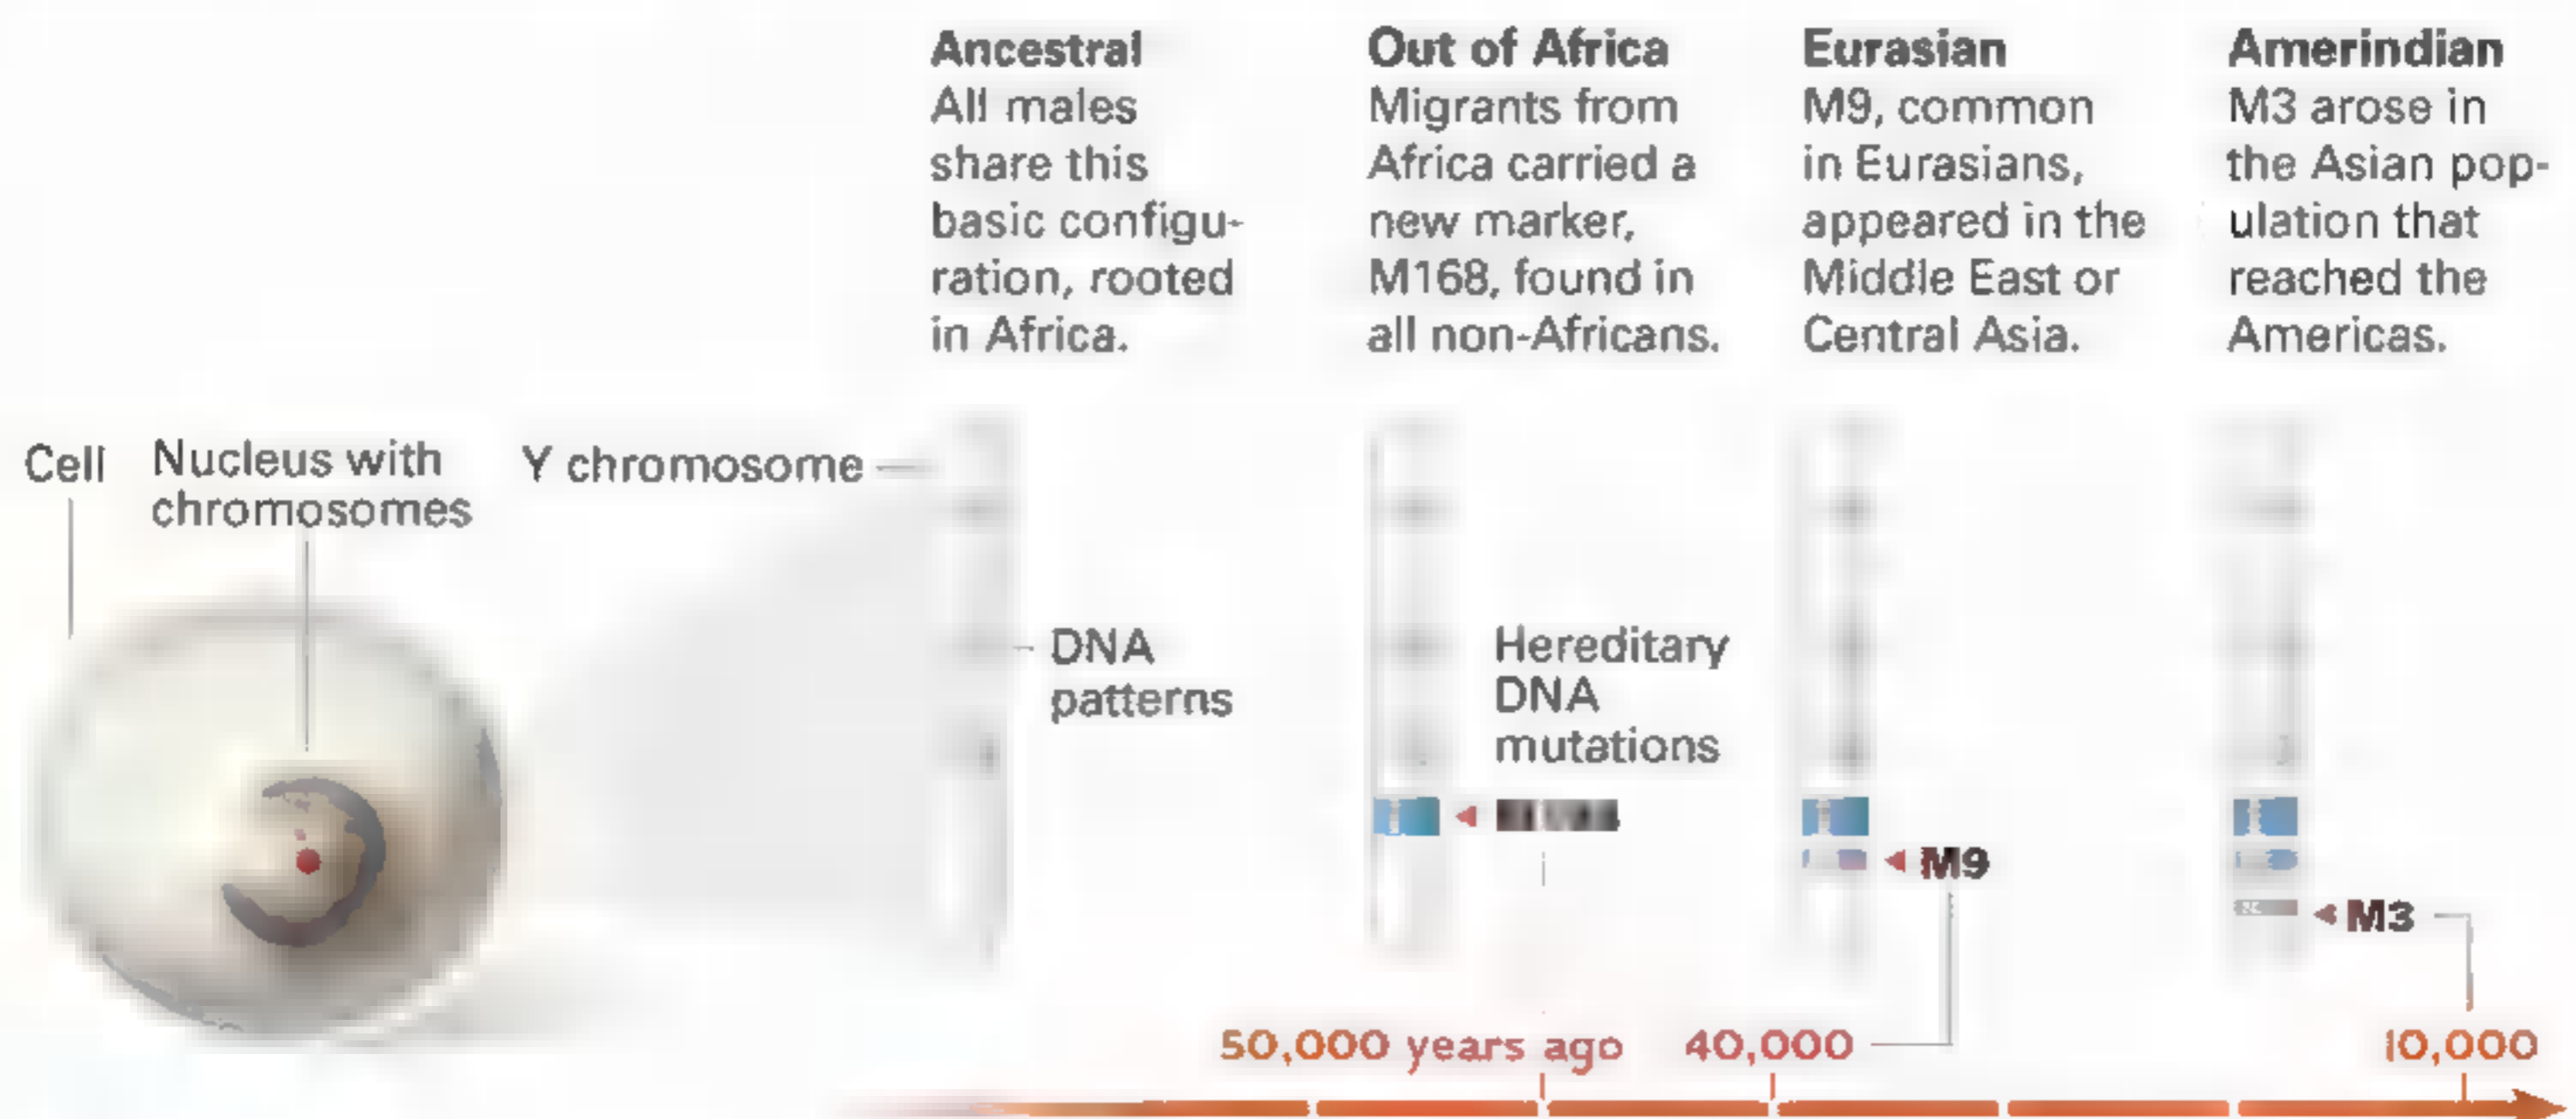 Ancestral
All males
share this
basic configu-
ration, rooted
in Africa.
Out of Africa
Migrants from
Africa carried a
new marker,
M168, found in
all non-Africans.
Eurasian
M9, common
in Eurasians,
appeared in the
Middle East or
Central Asia.
Amerindian
M3 arose in
the Asian pop-
ulation that
reached the
Americas.
Cell
Nucleus with
chromosomes
Y chromosome
DNA
patterns
Hereditary
DNA
mutations
M9
M3
50,000 years ago
40,000
10,000